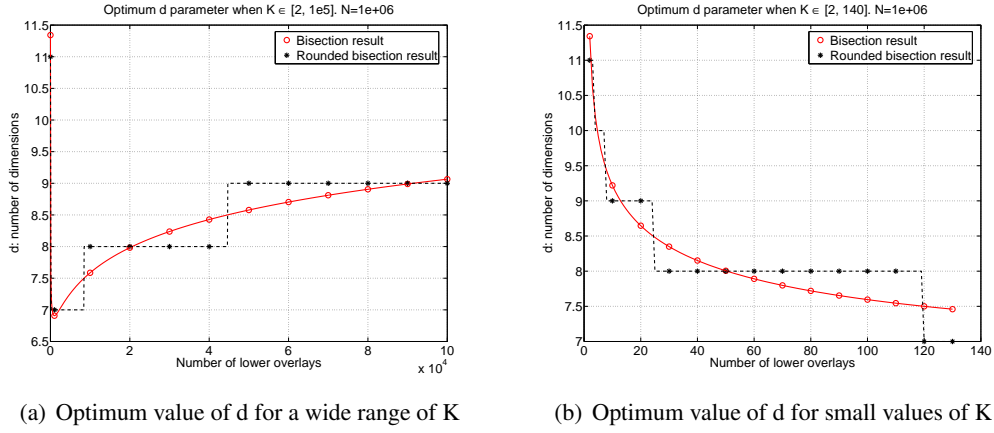 Optimum d parameter when K ∈ [2, 1e5]. N=1e+06
Bisection result
Rounded bisection result
d: number of dimensions
11.5
11
10.5
10
9.5
9
8.5
8
7.5
7
6.5
0
2
4
6
8
10
x 10^4
Number of lower overlays
(a) Optimum value of d for a wide range of K
Optimum d parameter when K ∈ [2, 140]. N=1e+06
Bisection result
Rounded bisection result
d: number of dimensions
11.5
11
10.5
10
9.5
9
8.5
8
7.5
7
0
20
40
60
80
100
120
140
Number of lower overlays
(b) Optimum value of d for small values of K